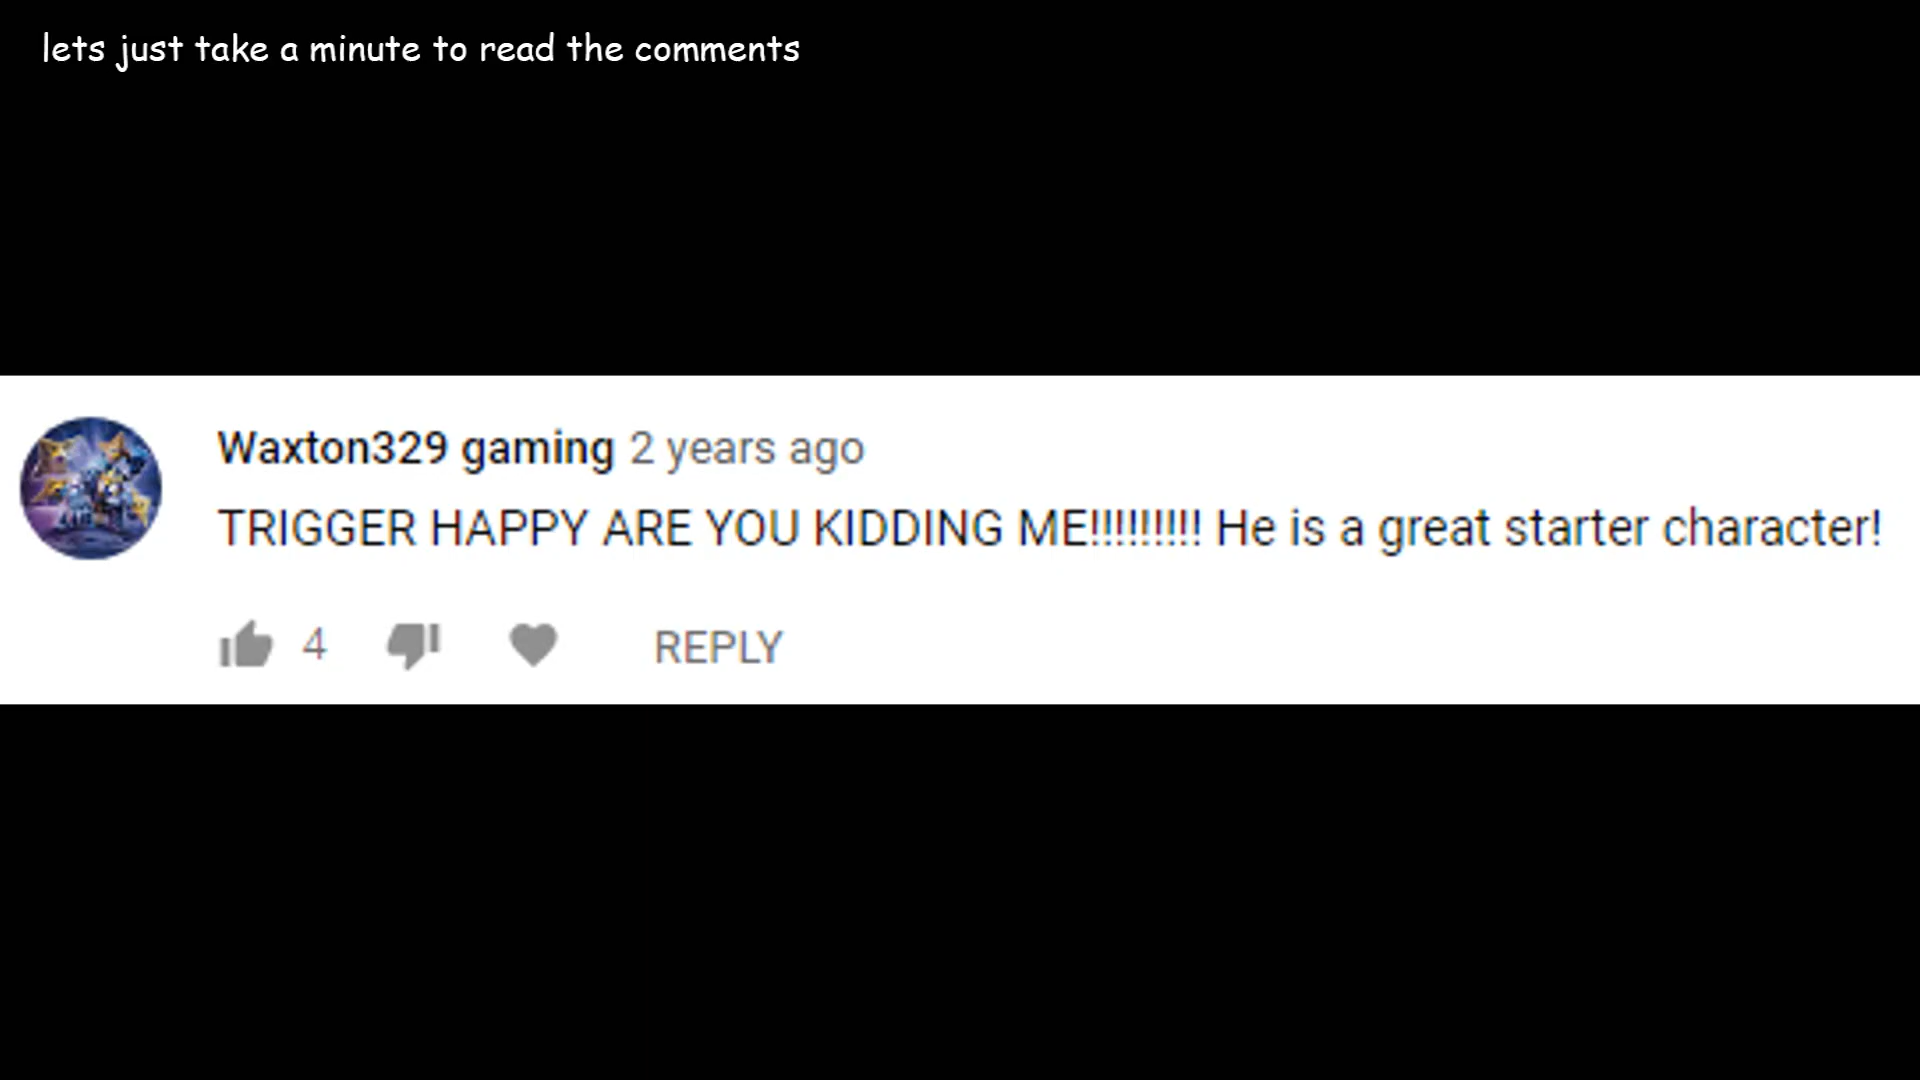 lets just take a minute to read the comments
Waxton329 gaming 2 years ago
TRIGGER HAPPY ARE YOU KIDDING ME!!!!!!!!! He is a great starter character!
4 REPLY